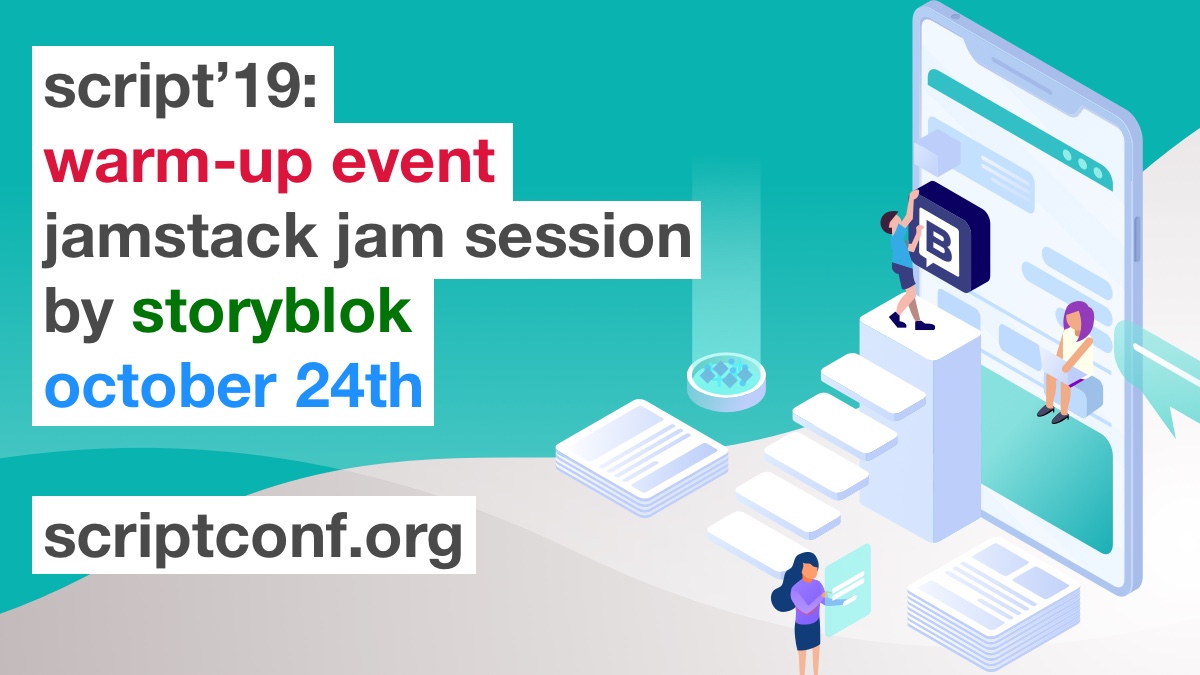 script’19:
warm-up event
jamstack jam session
by storyblok
october 24th
scriptconf.org
B